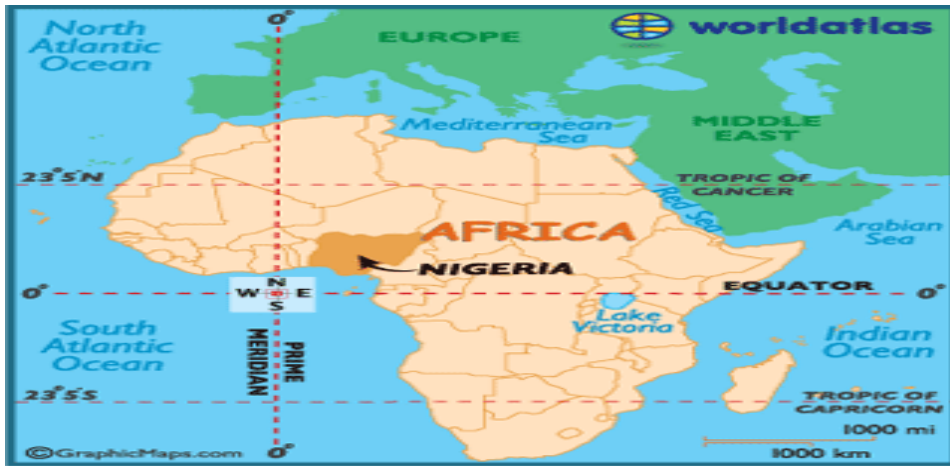 0°
North
Atlantic
Ocean
EUROPE
worldatlas
Mediterranean
Sea
MIDDLE
EAST
23°5'N
TROPIC OF
CANCER
Red Sea
Arabian
Sea
AFRICA
NIGERIA
0°
N
W E
S
EQUATOR
0°
Lake
Victoria
South
Atlantic
Ocean
PRIME
MERIDIAN
Indian
Ocean
23°5'S
TROPIC OF
CAPRICORN
1000 mi
1000 km
©GraphicMaps.com
0°